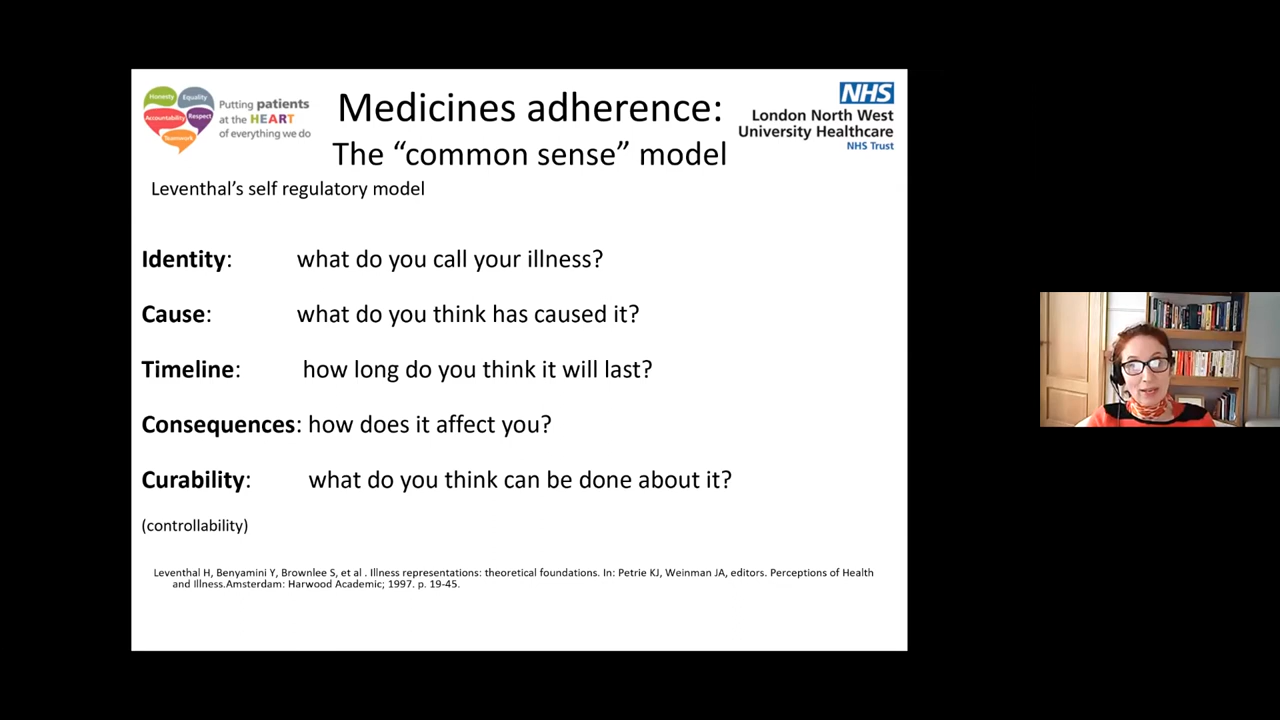 Honesty
Equality
Accountability
Respect
Teamwork
Putting patients
at the HEART
of everything we do
Medicines adherence:
The “common sense” model
NHS
London North West
University Healthcare
NHS Trust
Leventhal’s self regulatory model
Identity: what do you call your illness?
Cause: what do you think has caused it?
Timeline: how long do you think it will last?
Consequences: how does it affect you?
Curability: what do you think can be done about it?
(controllability)
Leventhal H, Benyamini Y, Brownlee S, et al . Illness representations: theoretical foundations. In: Petrie KJ, Weinman JA, editors. Perceptions of Health
and Illness.Amsterdam: Harwood Academic; 1997. p. 19-45.